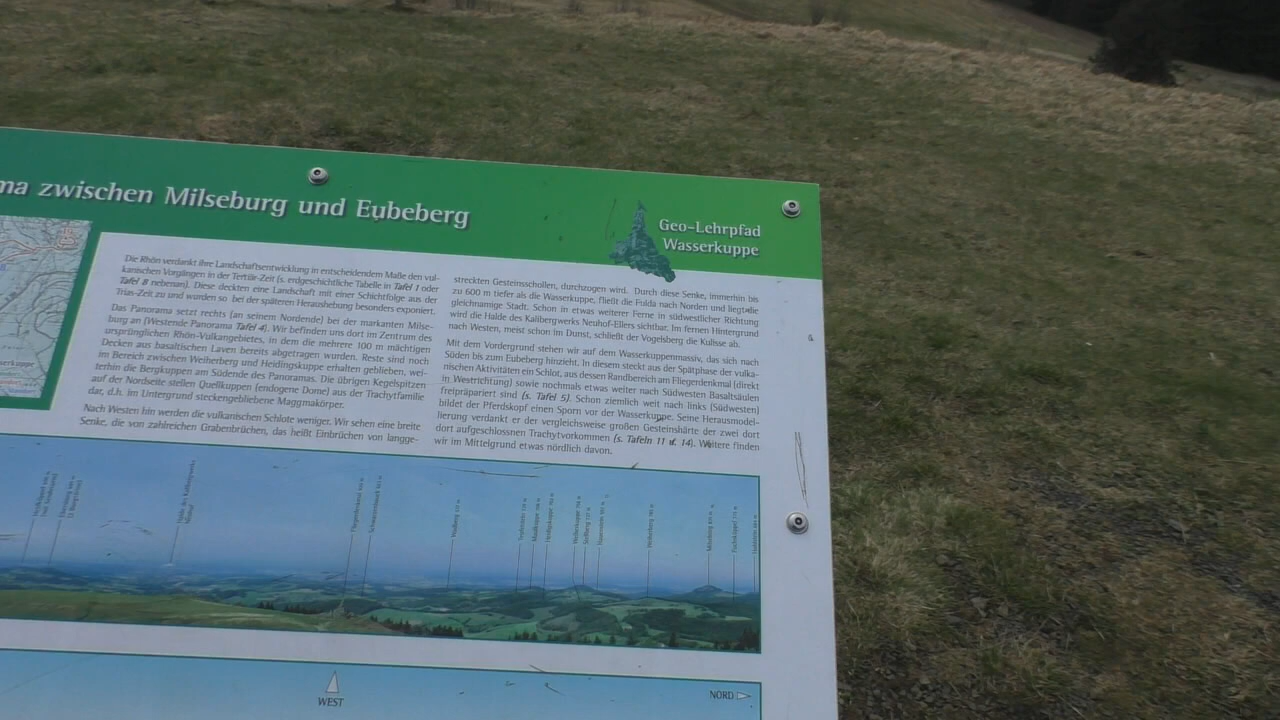 ma zwischen Milseburg und Eubeberg
Geo-Lehrpfad
Wasserkuppe
Die Rhön verdankt ihre Landschaftsentwicklung in entscheidendem Maße den vul-
kanischen Vorgängen in der Tertiär-Zeit (s. erdgeschichtliche Tabelle in Tafel 1 oder
Tafel 8 nebenan). Diese deckten eine Landschaft mit einer Schichtfolge aus der
Trias-Zeit zu und wurden so bei der späteren Heraushebung besonders exponiert.
Das Panorama setzt rechts (an seinem Nordende) bei der markanten Milse-
burg an (Westende Panorama Tafel 4). Wir befinden uns dort im Zentrum des
ursprünglichen Rhön-Vulkangebietes, in dem die mehrere 100 m mächtigen
Decken aus basaltischen Laven bereits abgetragen wurden. Reste sind noch
im Bereich zwischen Weiherberg und Heidingskuppe erhalten geblieben, wei-
terhin die Bergkuppen am Südende des Panoramas. Die übrigen Kegelspitzen
auf der Nordseite stellen Quellkuppen (endogene Dome) aus der Trachytfamilie
dar, d.h. im Untergrund steckengebliebene Maggmakörper.
Nach Westen hin werden die vulkanischen Schlote weniger. Wir sehen eine breite
Senke, die von zahlreichen Grabenbrüchen, das heißt Einbrüchen von langge-
streckten Gesteinsschollen, durchzogen wird. Durch diese Senke, immerhin bis
zu 600 m tiefer als die Wasserkuppe, fließt die Fulda nach Norden und liegt die
gleichnamige Stadt. Schon in etwas weiterer Ferne in südwestlicher Richtung
wird die Halde des Kalibergwerks Neuhof-Ellers sichtbar. Im fernen Hintergrund
nach Westen, meist schon im Dunst, schließt der Vogelsberg die Kulisse ab.
Mit dem Vordergrund stehen wir auf dem Wasserkuppenmassiv, das sich nach
Süden bis zum Eubeberg hinzieht. In diesem steckt aus der Spätphase der vulka-
nischen Aktivitäten ein Schlot, aus dessen Randbereich am Fliegerdenkmal (direkt
in Westrichtung) sowie nochmals etwas weiter nach Südwesten Basaltsäulen
freipräpariert sind (s. Tafel 5). Schon ziemlich weit nach links (Südwesten)
bildet der Pferdskopf einen Sporn vor der Wasserkuppe. Seine Herausmodel-
lierung verdankt er der vergleichsweise großen Gesteinshärte der zwei dort
dort aufgeschlossnen Trachytvorkommen (s. Tafeln 11 u. 14). Weitere finden
wir im Mittelgrund etwas nördlich davon.
WEST
NORD